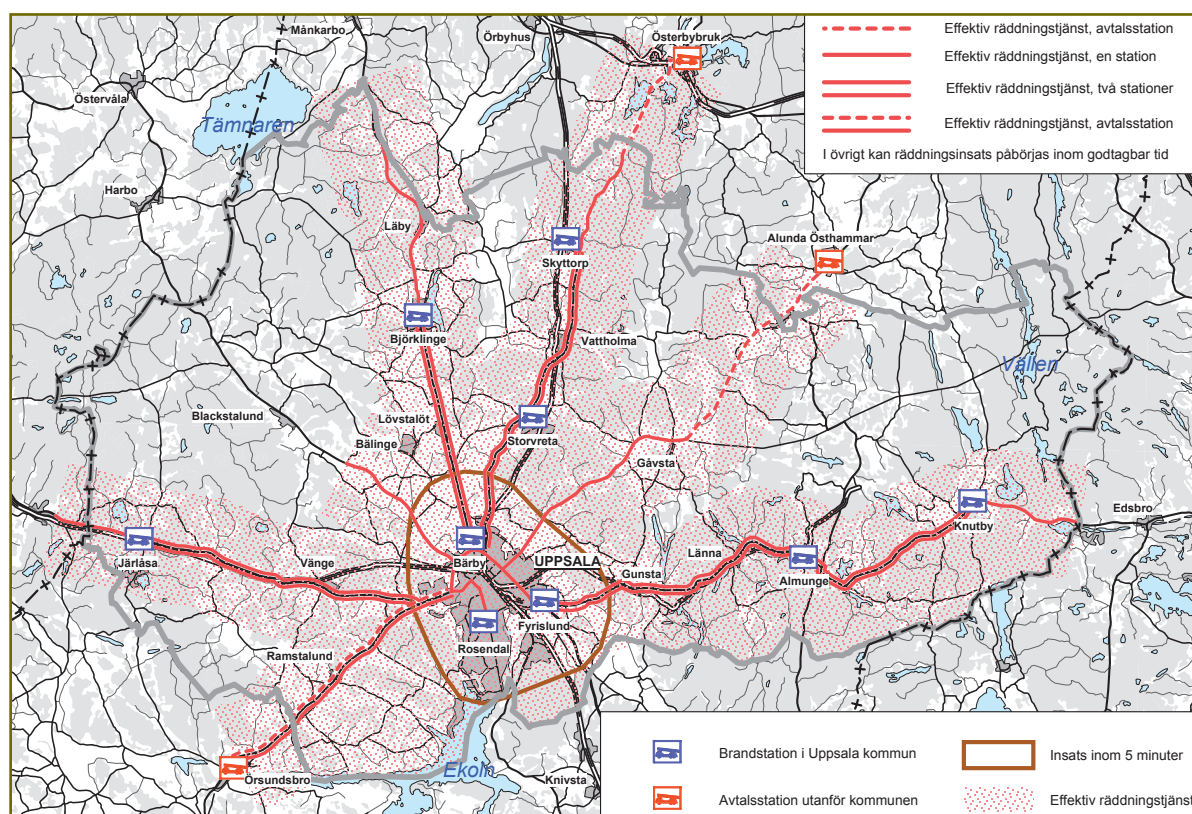 Månkarbo
Örbyhus
Österbybruk
Effektiv räddningstjänst, avtalsstation
Effektiv räddningstjänst, en station
Effektiv räddningstjänst, två stationer
Effektiv räddningstjänst, avtalsstation
I övrigt kan räddningsinsats påbörjas inom godtagbar tid
Östervåla
Tämnaren
Harbo
Läby
Skyttorp
Alunda Östhammar
Björklinge
Vattholma
Vällen
Blackstalund
Lövstalöt
Bälinge
Storvreta
Gåvsta
Knutby
Edsbro
Järlåsa
Vänge
Bärby
UPPSALA
Gunsta
Länna
Almunge
Fyrislund
Rosendal
Ramstalund
Örsundsbro
Ekoln
Knivsta
Brandstation i Uppsala kommun
Insats inom 5 minuter
Avtalsstation utanför kommunen
Effektiv räddningstjänst